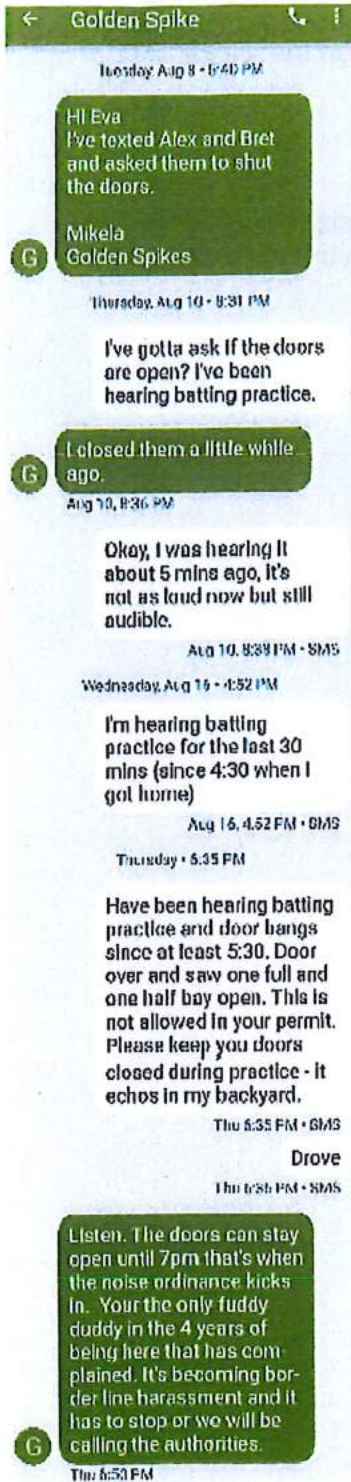 Golden Spike
Tuesday, Aug 8 • 5:40 PM
Hi Eva
I've texted Alex and Bret
and asked them to shut
the doors.
Mikela
Golden Spikes
G
Thursday, Aug 10 • 8:31 PM
I've gotta ask if the doors
are open? I've been
hearing batting practice.
I closed them a little while
ago.
G
Aug 10, 8:36 PM
Okay, I was hearing it
about 5 mins ago, it's
not as loud now but still
audible.
Aug 10, 8:38 PM • SMS
Wednesday, Aug 16 • 4:52 PM
I'm hearing batting
practice for the last 30
mins (since 4:30 when I
got home)
Aug 16, 4:52 PM • SMS
Thursday • 6:35 PM
Have been hearing batting
practice and door bangs
since at least 5:30. Door
over and saw one full and
one half bay open. This is
not allowed in your permit.
Please keep you doors
closed during practice - it
echos in my backyard.
Thu 6:35 PM • SMS
Drove
Thu 6:35 PM • SMS
Listen. The doors can stay
open until 7pm that's when
the noise ordinance kicks
in. Your the only fuddy
duddy in the 4 years of
being here that has com-
plained. It's becoming bor-
der line harassment and it
has to stop or we will be
calling the authorities.
G
Thu 6:50 PM